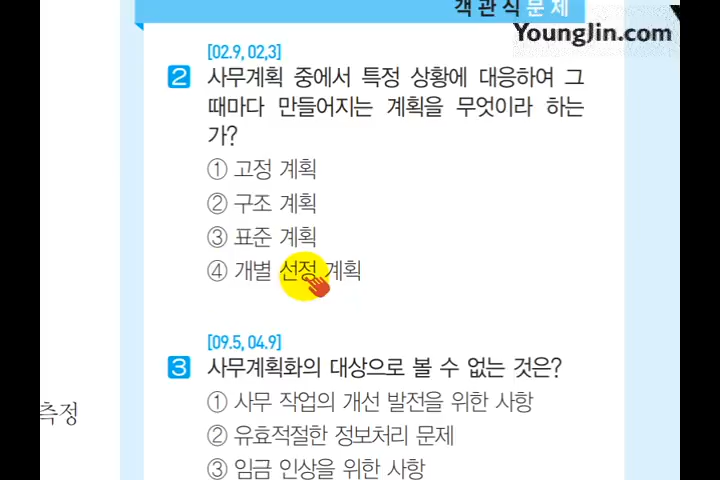 객관식 문제
YoungJin.com
[02.9, 02,3]
2 사무계획 중에서 특정 상황에 대응하여 그
때마다 만들어지는 계획을 무엇이라 하는
가?
① 고정 계획
② 구조 계획
③ 표준 계획
④ 개별 선정 계획
[09.5, 04.9]
3 사무계획화의 대상으로 볼 수 없는 것은?
① 사무 작업의 개선 발전을 위한 사항
측정
② 유효적절한 정보처리 문제
③ 임금 인상을 위한 사항